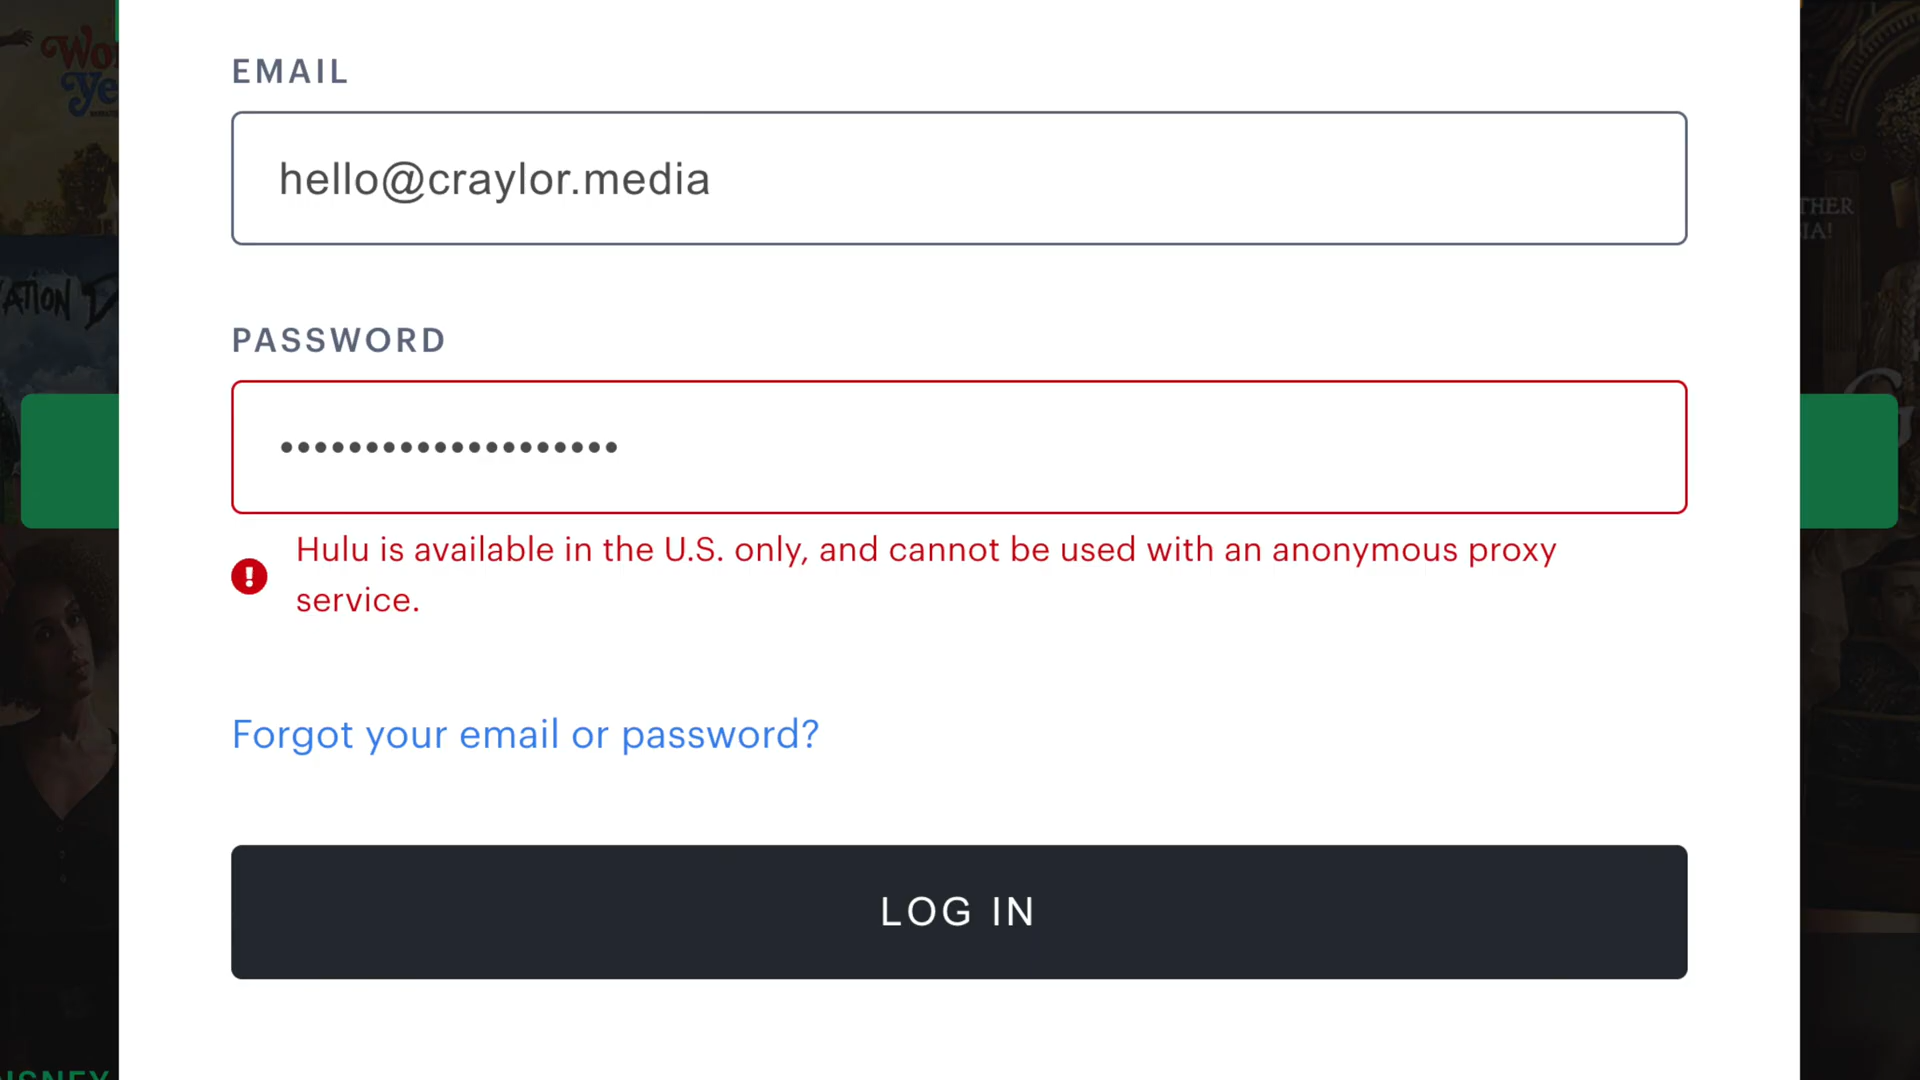 EMAIL
hello@craylor.media
PASSWORD
Hulu is available in the U.S. only, and cannot be used with an anonymous proxy
service.
Forgot your email or password?
LOG IN